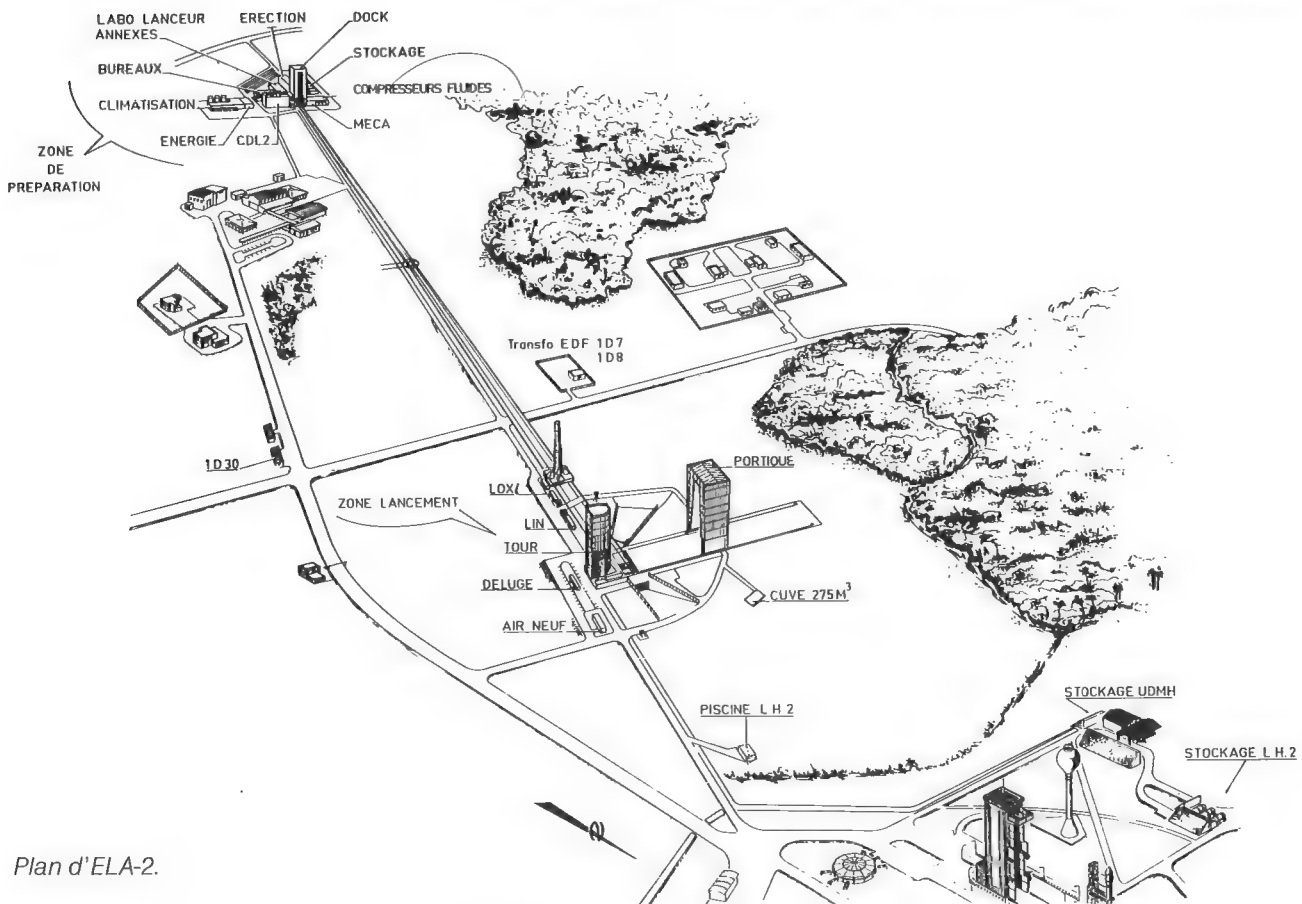 LABO LANCEUR
ANNEXES
ERECTION
DOCK
STOCKAGE
BUREAUX
COMPRESSEURS FLUIDES
CLIMATISATION
MECA
ENERGIE
CDL2
ZONE
DE
PREPARATION
Transfo EDF 1D7
1D8
1D30
PORTIQUE
LOX
ZONE LANCEMENT
LIN
TOUR
DELUGE
CUVE 275M³
AIR NEUF
STOCKAGE UDMH
PISCINE L H 2
STOCKAGE L H.2
Plan d'ELA-2.